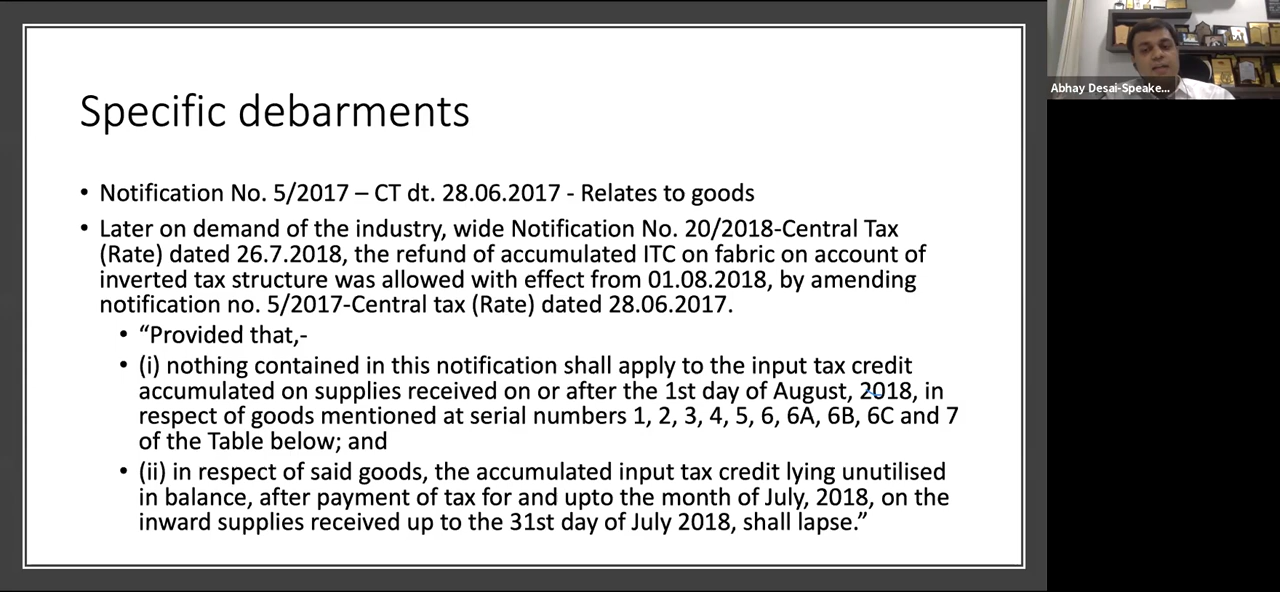 Specific debarments
• Notification No. 5/2017 – CT dt. 28.06.2017 - Relates to goods
• Later on demand of the industry, wide Notification No. 20/2018-Central Tax
(Rate) dated 26.7.2018, the refund of accumulated ITC on fabric on account of
inverted tax structure was allowed with effect from 01.08.2018, by amending
notification no. 5/2017-Central tax (Rate) dated 28.06.2017.
• “Provided that,-
• (i) nothing contained in this notification shall apply to the input tax credit
accumulated on supplies received on or after the 1st day of August, 2018, in
respect of goods mentioned at serial numbers 1, 2, 3, 4, 5, 6, 6A, 6B, 6C and 7
of the Table below; and
• (ii) in respect of said goods, the accumulated input tax credit lying unutilised
in balance, after payment of tax for and upto the month of July, 2018, on the
inward supplies received up to the 31st day of July 2018, shall lapse.”
Abhay Desai-Speake...